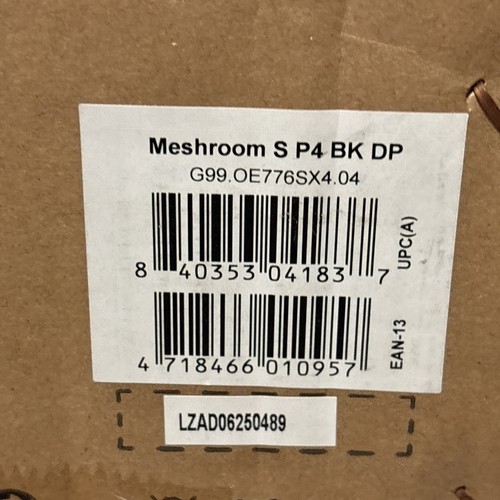 Meshroom S P4 BK DP
G99.OE776SX4.04
8 40353 04183 7
UPC(A)
4 718466 010957
EAN-13
LZAD06250489